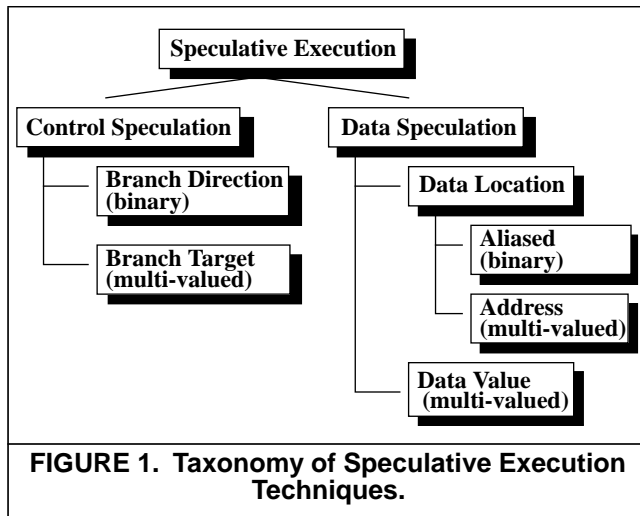 Speculative Execution
Control Speculation
Branch Direction
(binary)
Branch Target
(multi-valued)
Data Speculation
Data Location
Aliased
(binary)
Address
(multi-valued)
Data Value
(multi-valued)
FIGURE 1. Taxonomy of Speculative Execution
Techniques.